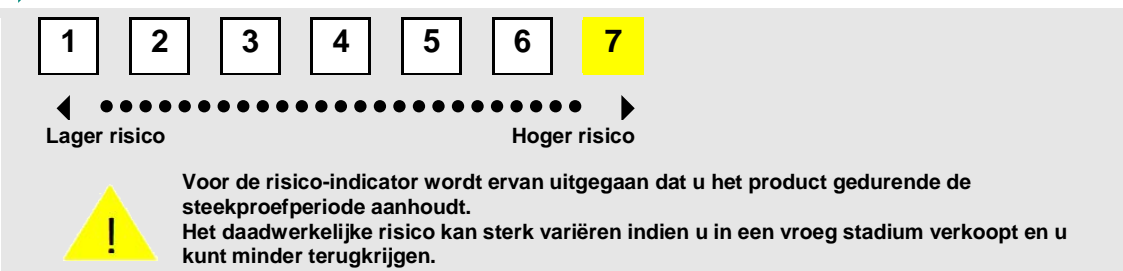 1 2 3 4 5 6 7
Lager risico Hoger risico
!
Voor de risico-indicator wordt ervan uitgegaan dat u het product gedurende de
steekproefperiode aanhoudt.
Het daadwerkelijke risico kan sterk variëren indien u in een vroeg stadium verkoopt en u
kunt minder terugkrijgen.